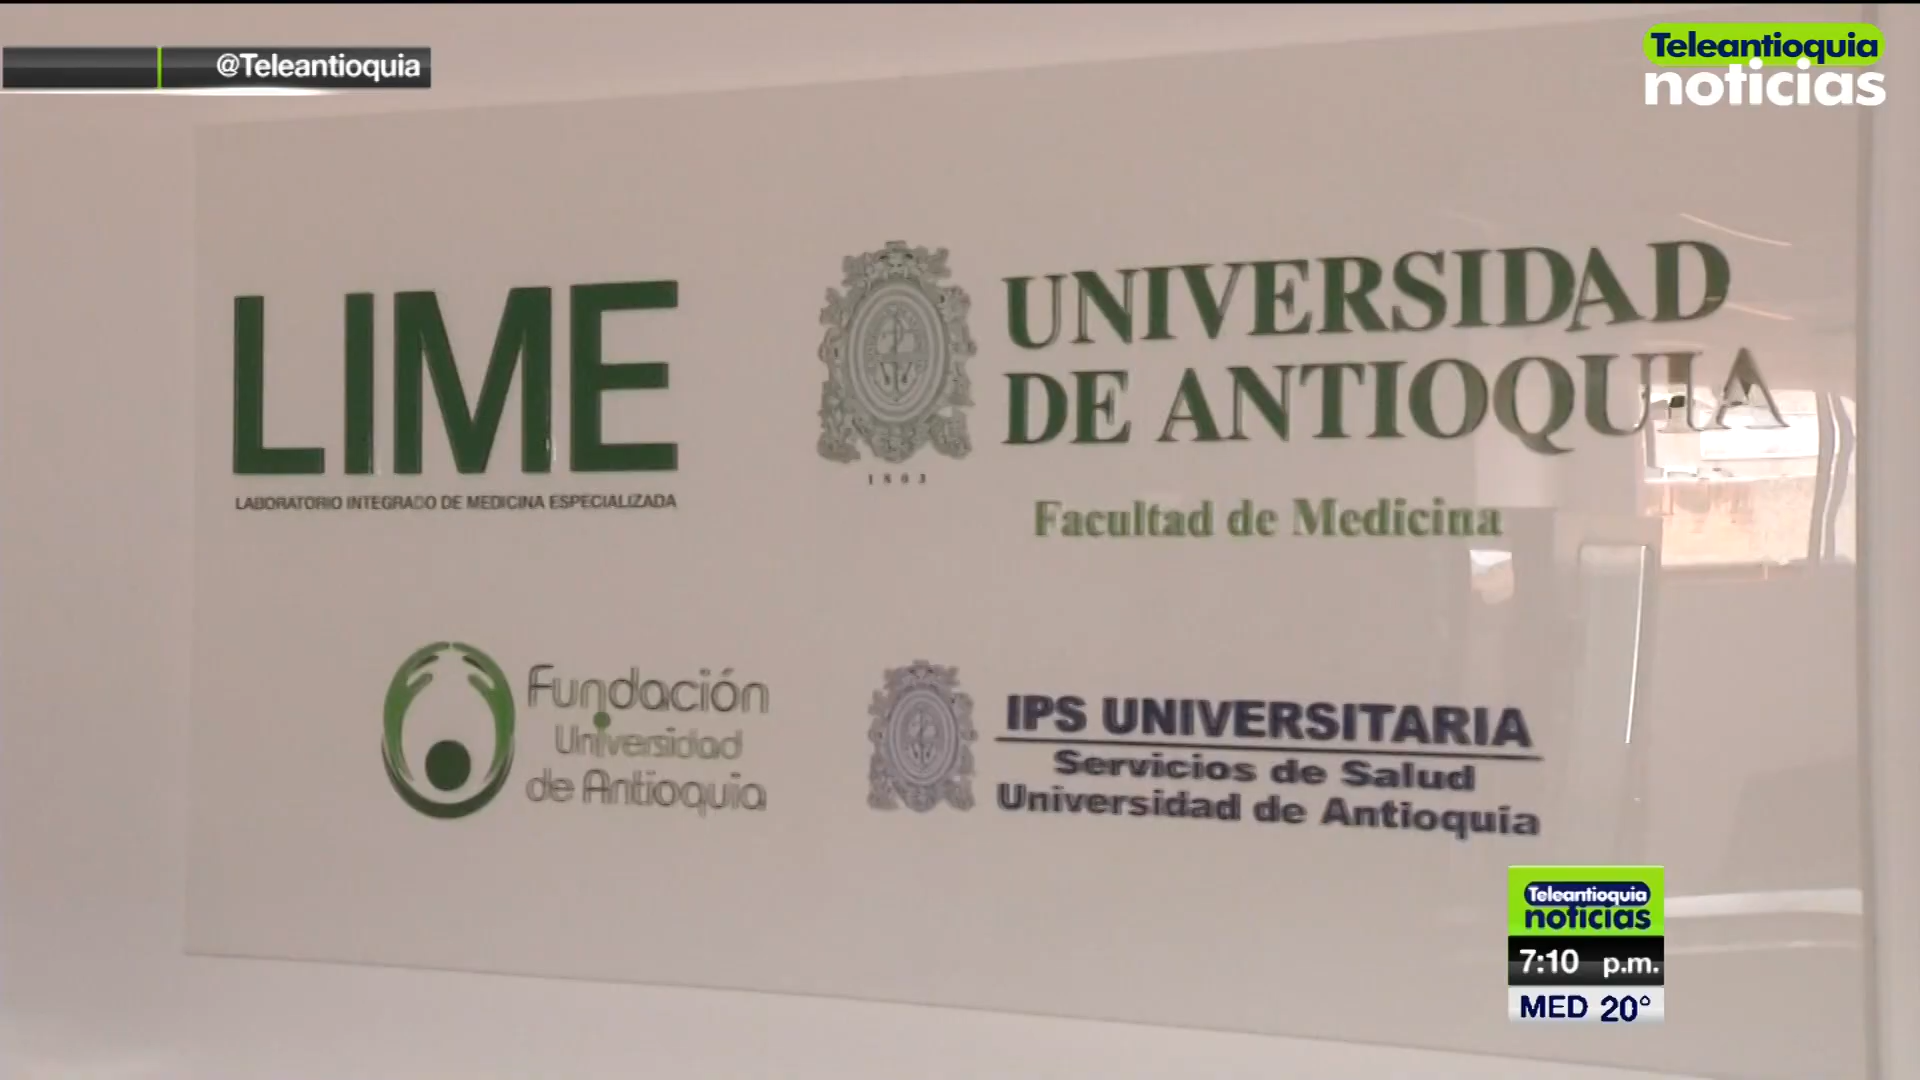 @Teleantioquia
Teleantioquia
noticias
LIME
LABORATORIO INTEGRADO DE MEDICINA ESPECIALIZADA
1803
UNIVERSIDAD
DE ANTIOQUIA
Facultad de Medicina
Fundación
Universidad
de Antioquia
IPS UNIVERSITARIA
Servicios de Salud
Universidad de Antioquia
Teleantioquia
noticias
7:10 p.m.
MED 20°